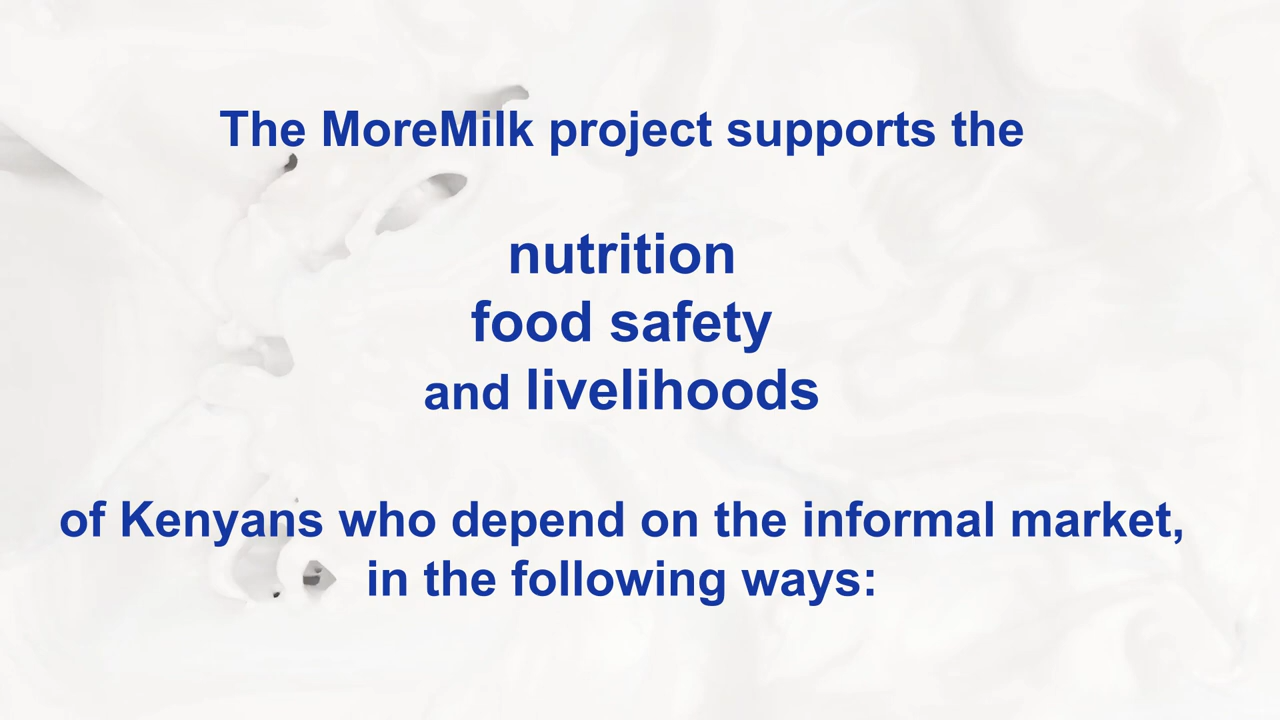 The MoreMilk project supports the
nutrition
food safety
and livelihoods
of Kenyans who depend on the informal market,
in the following ways: